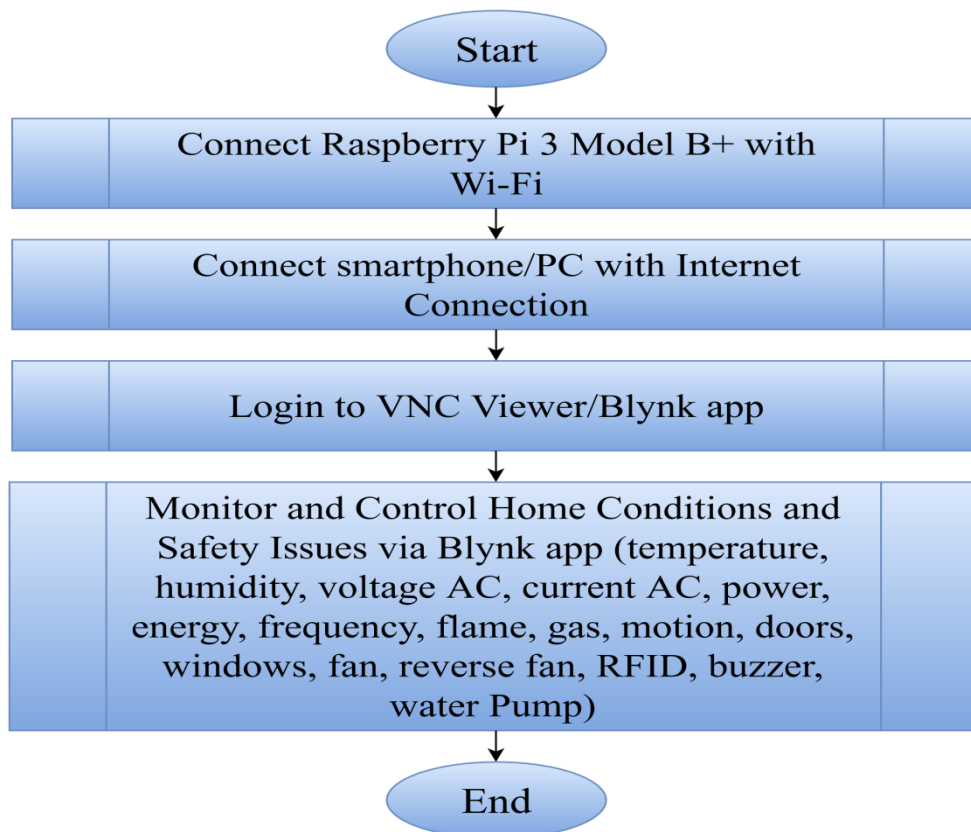 Start
Connect Raspberry Pi 3 Model B+ with
Wi-Fi
Connect smartphone/PC with Internet
Connection
Login to VNC Viewer/Blynk app
Monitor and Control Home Conditions and
Safety Issues via Blynk app (temperature,
humidity, voltage AC, current AC, power,
energy, frequency, flame, gas, motion, doors,
windows, fan, reverse fan, RFID, buzzer,
water Pump)
End